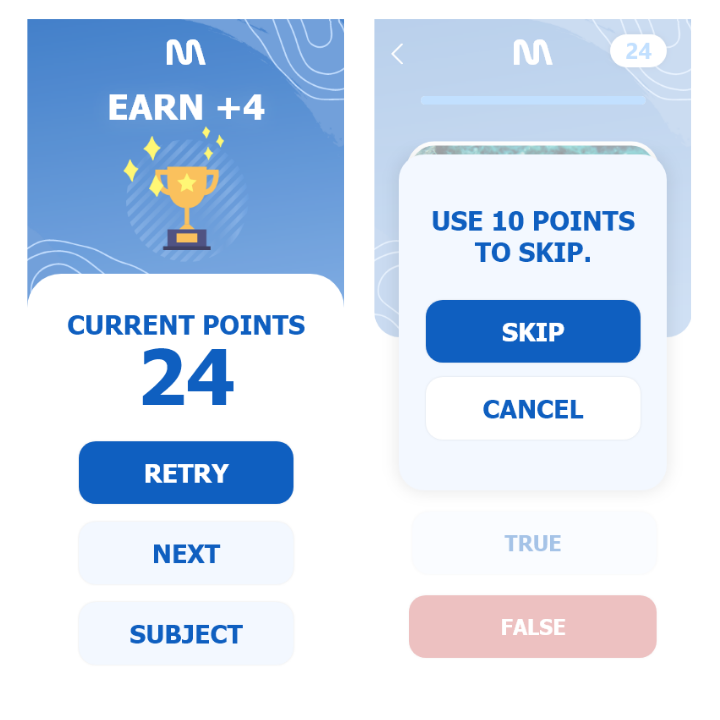 EARN +4
CURRENT POINTS
24
RETRY
NEXT
SUBJECT
24
USE 10 POINTS
TO SKIP.
SKIP
CANCEL
TRUE
FALSE